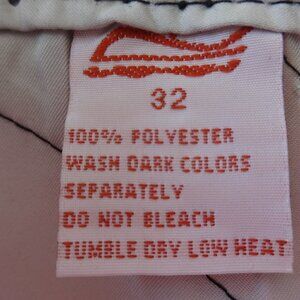 32
100% POLYESTER
WASH DARK COLORS
SEPARATELY
DO NOT BLEACH
TUMBLE DRY LOW HEAT